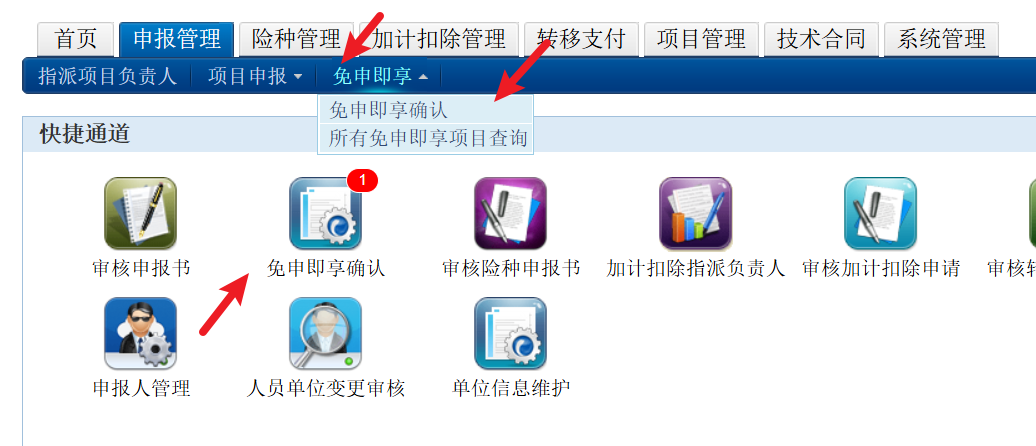 首页 申报管理 险种管理 加计扣除管理 转移支付 项目管理 技术合同 系统管理
指派项目负责人 项目申报 免申即享
免申即享确认
所有免申即享项目查询
快捷通道
1
审核申报书 免申即享确认 审核险种申报书 加计扣除指派负责人 审核加计扣除申请 审核转
申报人管理 人员单位变更审核 单位信息维护